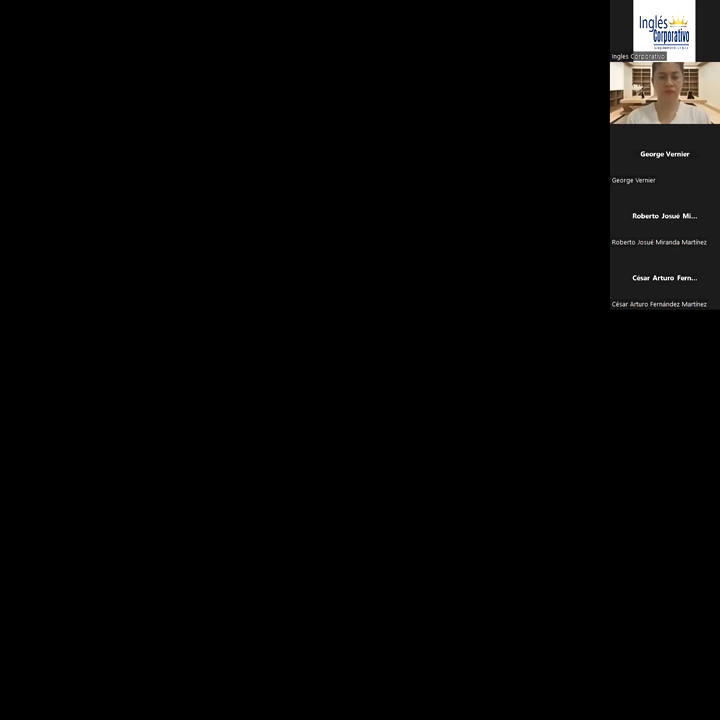 Inglés
Corporativo
Ingles Corporativo
George Vernier
George Vernier
Roberto Josué Mi...
Roberto Josué Miranda Martínez
César Arturo Fern...
César Arturo Fernández Martínez